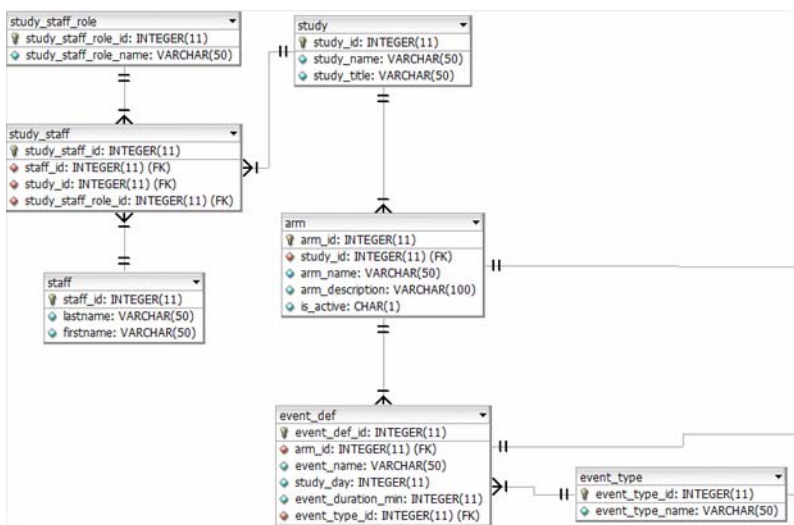 study_staff_role
study_staff_role_id: INTEGER(11)
study_staff_role_name: VARCHAR(50)
study
study_id: INTEGER(11)
study_name: VARCHAR(50)
study_title: VARCHAR(50)
study_staff
study_staff_id: INTEGER(11)
staff_id: INTEGER(11) (FK)
study_id: INTEGER(11) (FK)
study_staff_role_id: INTEGER(11) (FK)
arm
arm_id: INTEGER(11)
study_id: INTEGER(11) (FK)
arm_name: VARCHAR(50)
arm_description: VARCHAR(100)
is_active: CHAR(1)
staff
staff_id: INTEGER(11)
lastname: VARCHAR(50)
firstname: VARCHAR(50)
event_def
event_def_id: INTEGER(11)
arm_id: INTEGER(11) (FK)
event_name: VARCHAR(50)
study_day: INTEGER(11)
event_duration_min: INTEGER(11)
event_type_id: INTEGER(11) (FK)
event_type
event_type_id: INTEGER(11)
event_type_name: VARCHAR(50)